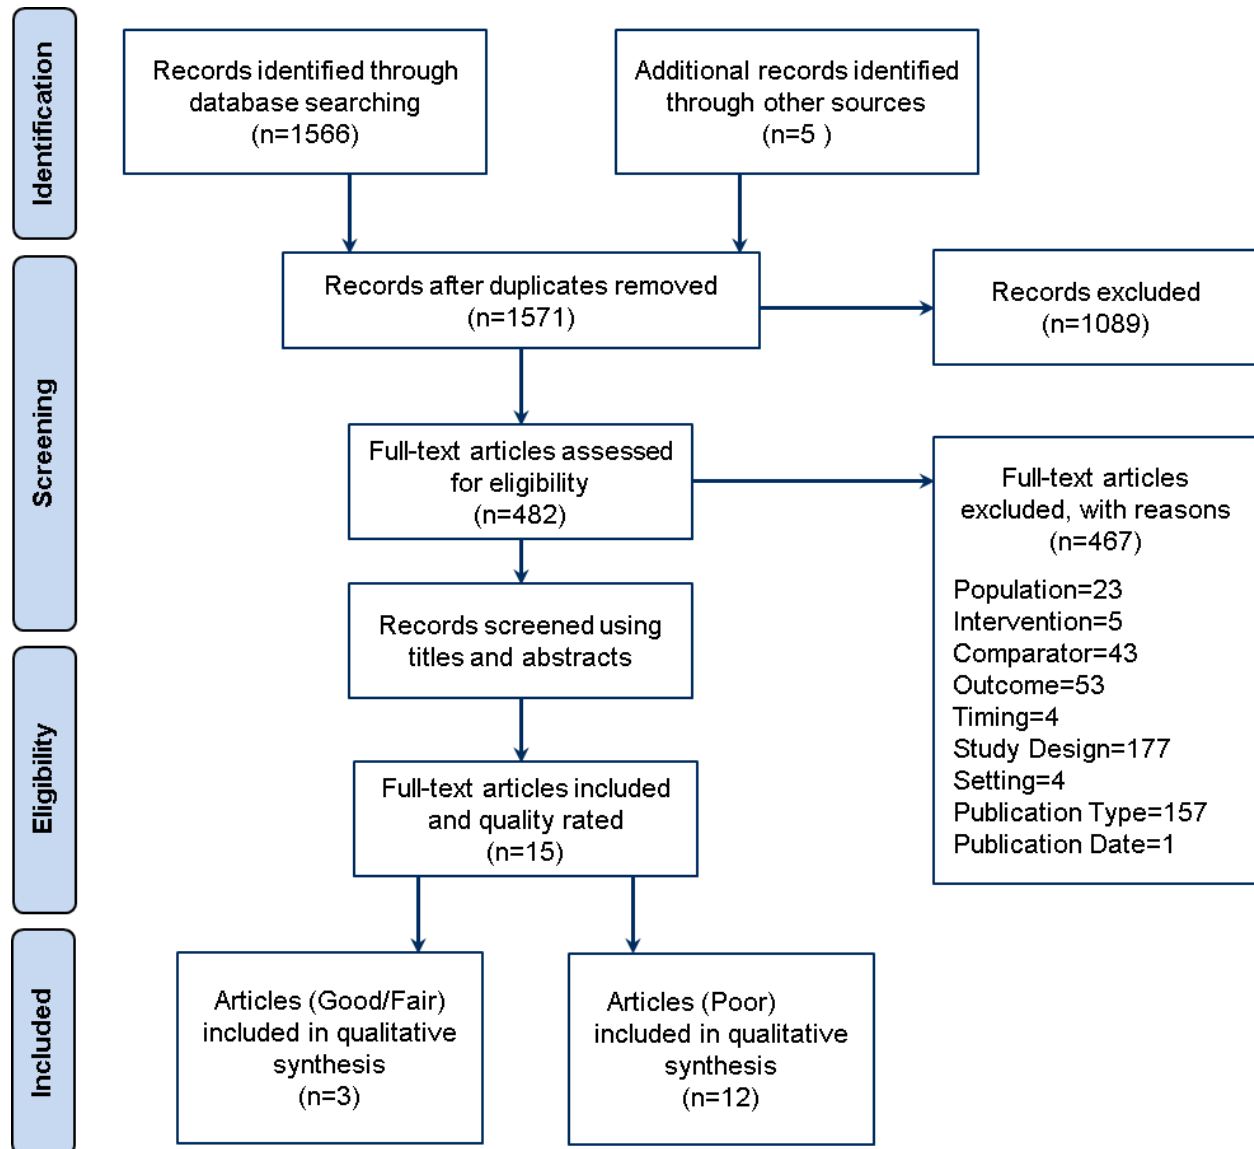 Identification
Records identified through
database searching
(n=1566)
Additional records identified
through other sources
(n=5 )
Screening
Records after duplicates removed
(n=1571)
Records excluded
(n=1089)
Full-text articles assessed
for eligibility
(n=482)
Full-text articles
excluded, with reasons
(n=467)
Population=23
Intervention=5
Comparator=43
Outcome=53
Timing=4
Study Design=177
Setting=4
Publication Type=157
Publication Date=1
Records screened using
titles and abstracts
Eligibility
Full-text articles included
and quality rated
(n=15)
Included
Articles (Good/Fair)
included in qualitative
synthesis
(n=3)
Articles (Poor)
included in qualitative
synthesis
(n=12)